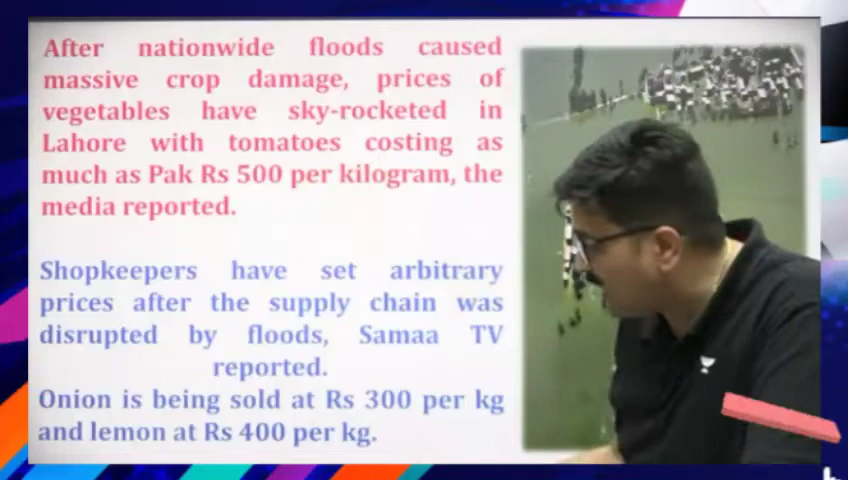 After nationwide floods caused
massive crop damage, prices of
vegetables have sky-rocketed in
Lahore with tomatoes costing as
much as Pak Rs 500 per kilogram, the
media reported.
Shopkeepers have set arbitrary
prices after the supply chain was
disrupted by floods, Samaa TV
reported.
Onion is being sold at Rs 300 per kg
and lemon at Rs 400 per kg.